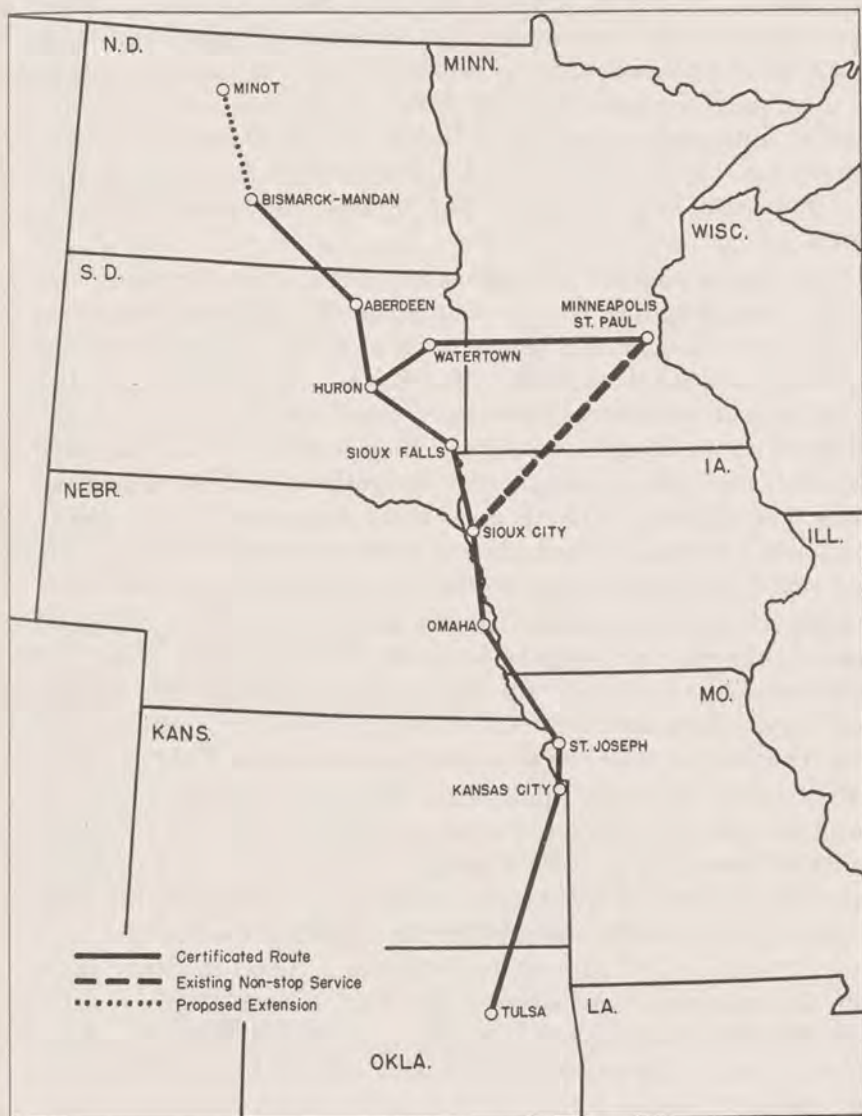 N.D.
MINOT
MINN.
BISMARCK-MANDAN
WISC.
S.D.
ABERDEEN
MINNEAPOLIS
ST. PAUL
WATERTOWN
HURON
SIOUX FALLS
IA.
NEBR.
SIOUX CITY
ILL.
OMAHA
MO.
KANS.
ST. JOSEPH
KANSAS CITY
Certificated Route
Existing Non-stop Service
Proposed Extension
TULSA
LA.
OKLA.